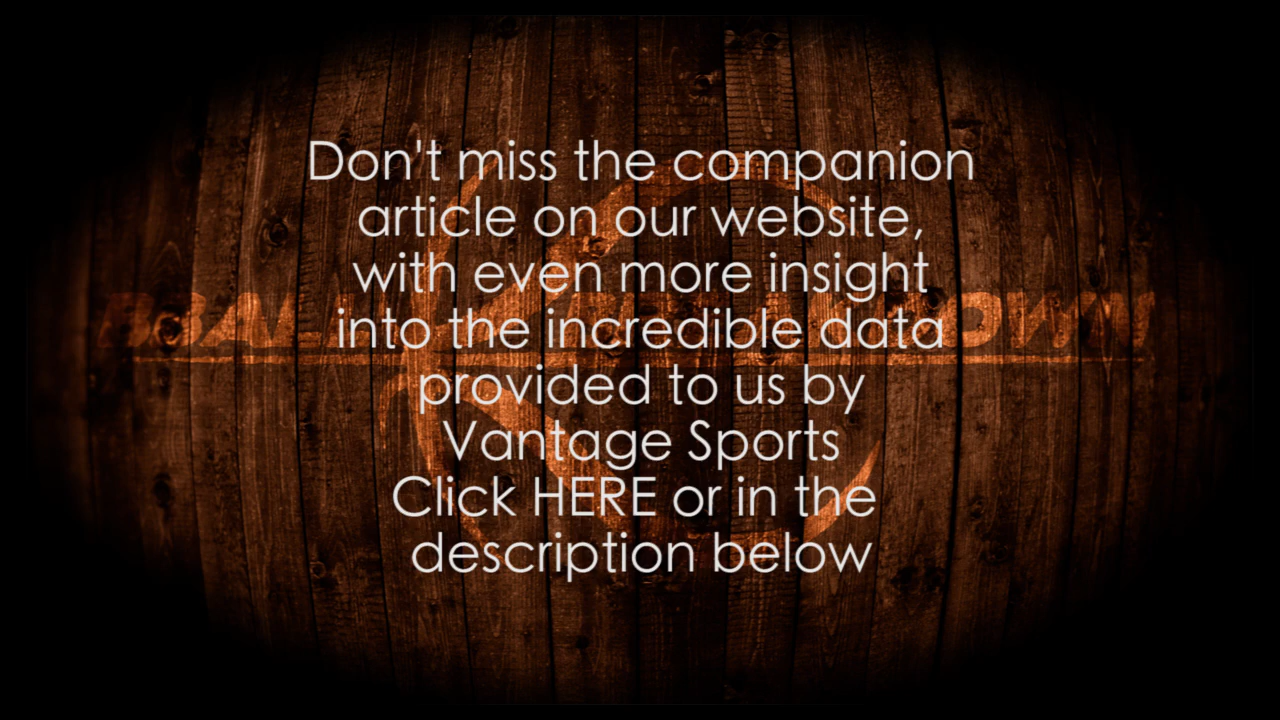 Don't miss the companion
article on our website,
with even more insight
into the incredible data
provided to us by
Vantage Sports
Click HERE or in the
description below